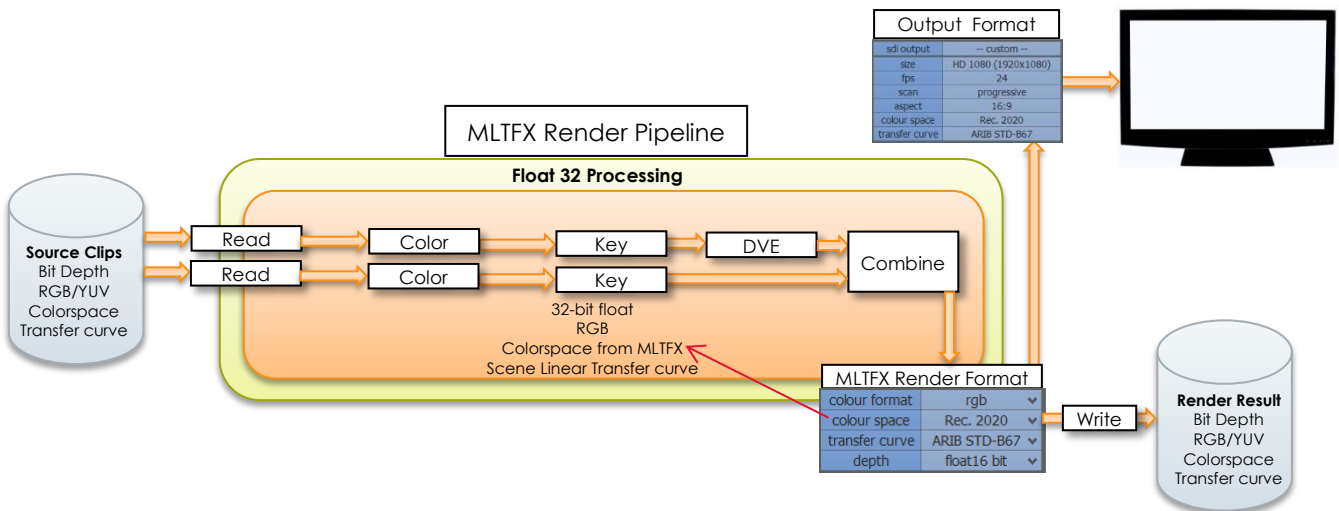 Output Format
sdi output -- custom --
size HD 1080 (1920x1080)
fps 24
scan progressive
aspect 16:9
colour space Rec. 2020
transfer curve ARIB STD-B67
MLTFX Render Pipeline
Float 32 Processing
Source Clips
Bit Depth
RGB/YUV
Colorspace
Transfer curve
Read Color Key DVE
Read Color Key
Combine
32-bit float
RGB
Colorspace from MLTFX
Scene Linear Transfer curve
MLTFX Render Format
colour format rgb
colour space Rec. 2020
transfer curve ARIB STD-B67
depth float16 bit
Write
Render Result
Bit Depth
RGB/YUV
Colorspace
Transfer curve